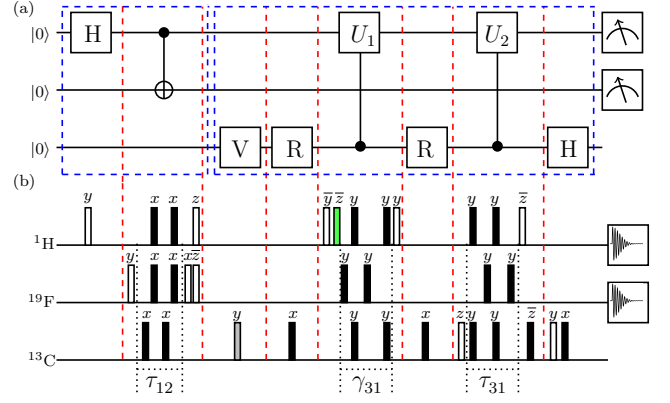 (a)
|0⟩ H U₁ U₂
|0⟩
|0⟩ V R R H
(b)
y x x z y̅ z̅ y y y y y z̅
¹H
y x x x z̅ y y y y
¹⁹F
x x y x y y x z y y z̅ y x
¹³C
τ₁₂ γ₃₁ τ₃₁